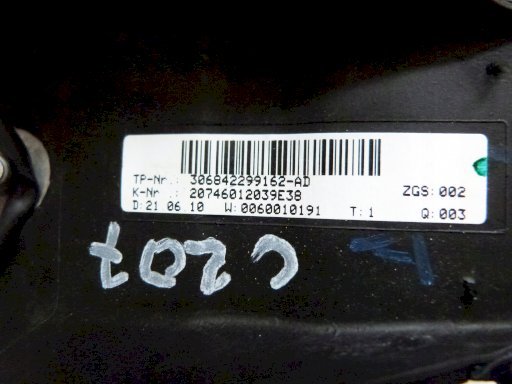 TP-Nr.: 306842299162-AD
K-Nr .: 20746012039E38 ZGS: 002
D: 21 06 10 W: 0060010191 T: 1 Q: 003
C207